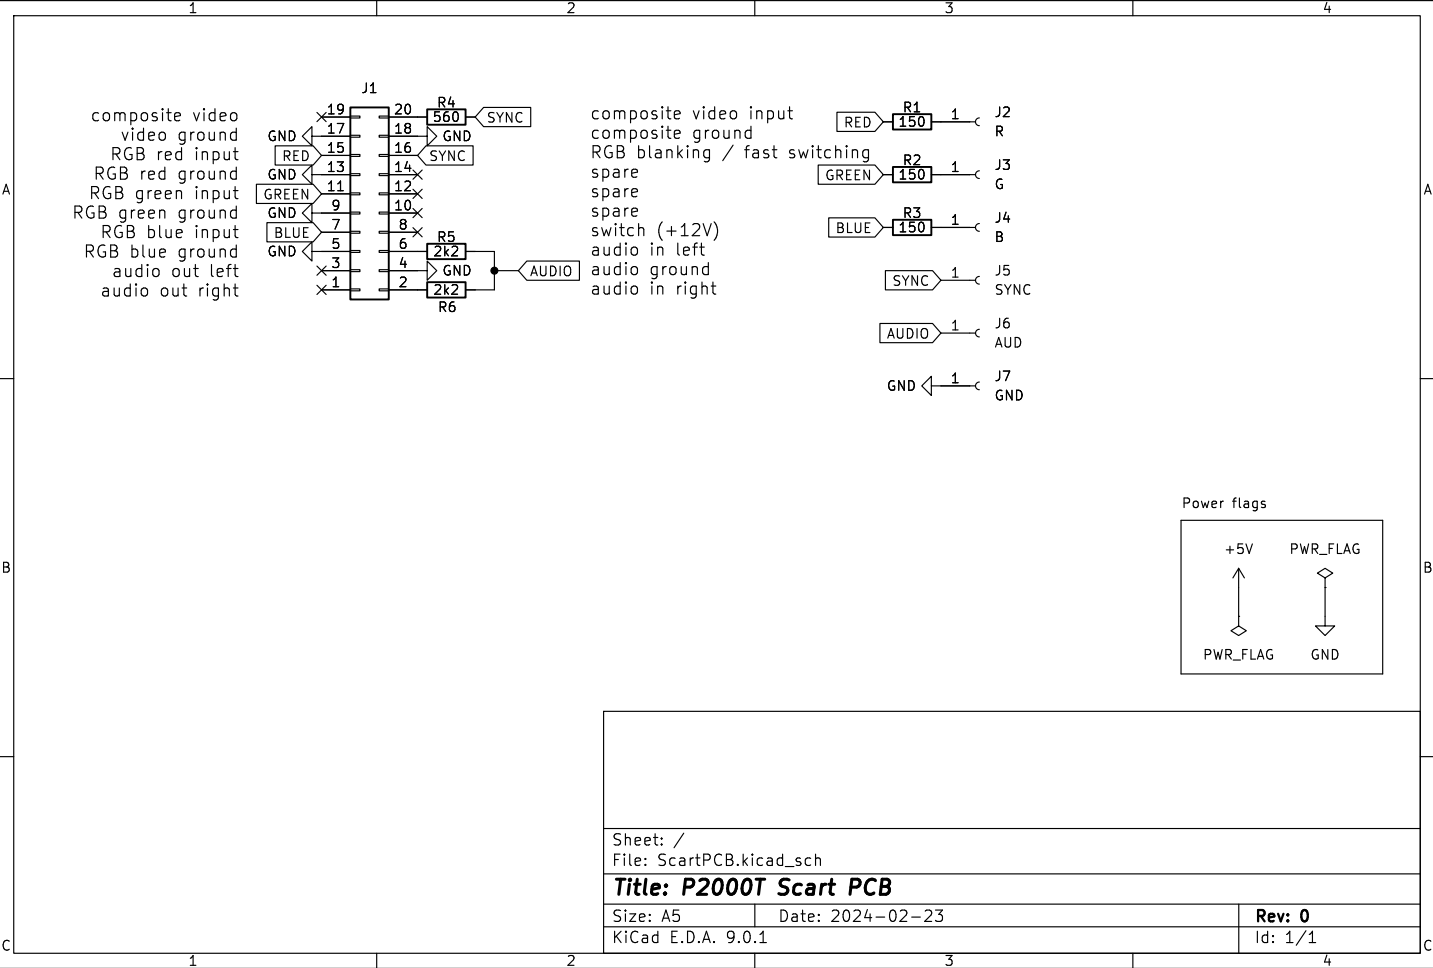 1 2 3 4
J1
composite video 19 20 R4 560 SYNC composite video input
video ground GND 17 18 GND composite ground
RGB red input RED 15 16 SYNC RGB blanking / fast switching
RGB red ground GND 13 14 spare
RGB green input GREEN 11 12 spare
RGB green ground GND 9 10 spare
RGB blue input BLUE 7 8 switch (+12V)
RGB blue ground GND 5 6 R5 2k2 audio in left
audio out left 3 4 GND AUDIO audio ground
audio out right 1 2 2k2 R6 audio in right
RED R1 150 1 J2
R
GREEN R2 150 1 J3
G
BLUE R3 150 1 J4
B
SYNC 1 J5
SYNC
AUDIO 1 J6
AUD
GND 1 J7
GND
A A
Power flags
+5V PWR_FLAG
PWR_FLAG GND
B B
Sheet: /
File: ScartPCB.kicad_sch
Title: P2000T Scart PCB
Size: A5 Date: 2024-02-23 Rev: 0
KiCad E.D.A. 9.0.1 Id: 1/1
C C
1 2 3 4